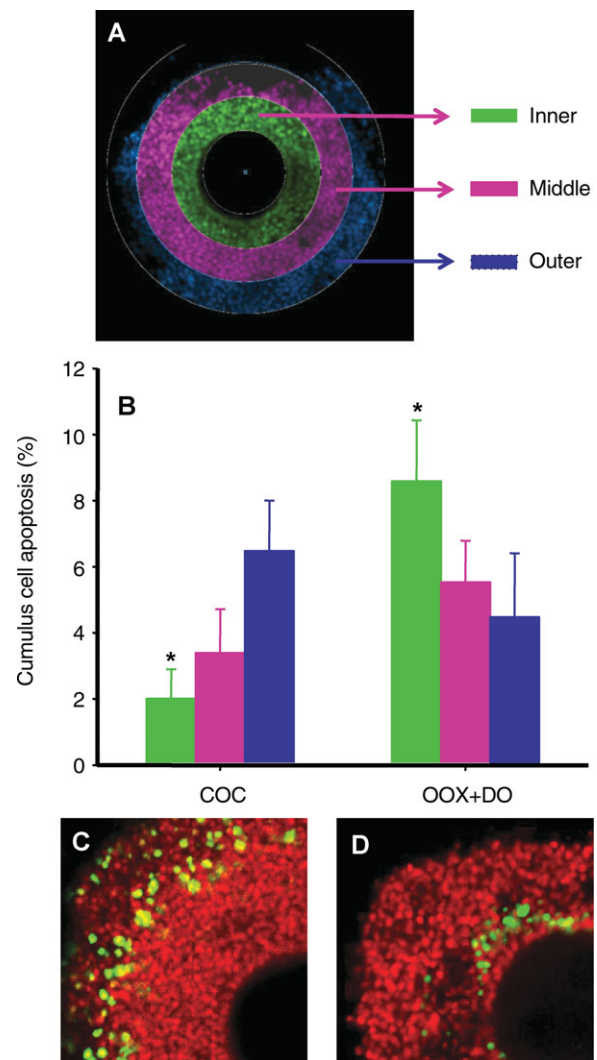 A
Inner
Middle
Outer
B
Cumulus cell apoptosis (%)
12
10
8
6
4
2
0
*
*
COC
OOX+DO
C
D